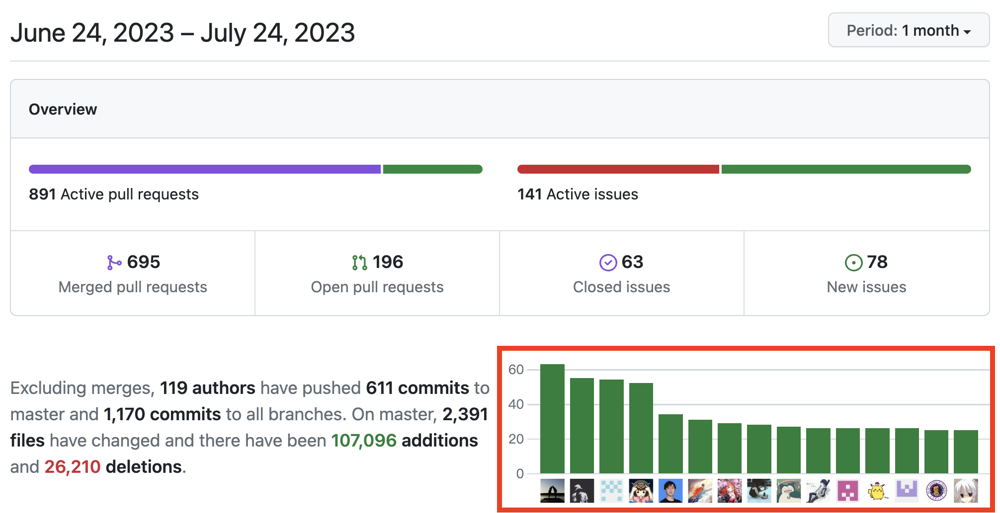 June 24, 2023 – July 24, 2023
Period: 1 month
Overview
891 Active pull requests
141 Active issues
695
Merged pull requests
196
Open pull requests
63
Closed issues
78
New issues
Excluding merges, 119 authors have pushed 611 commits to
master and 1,170 commits to all branches. On master, 2,391
files have changed and there have been 107,096 additions
and 26,210 deletions.
60
40
20
0